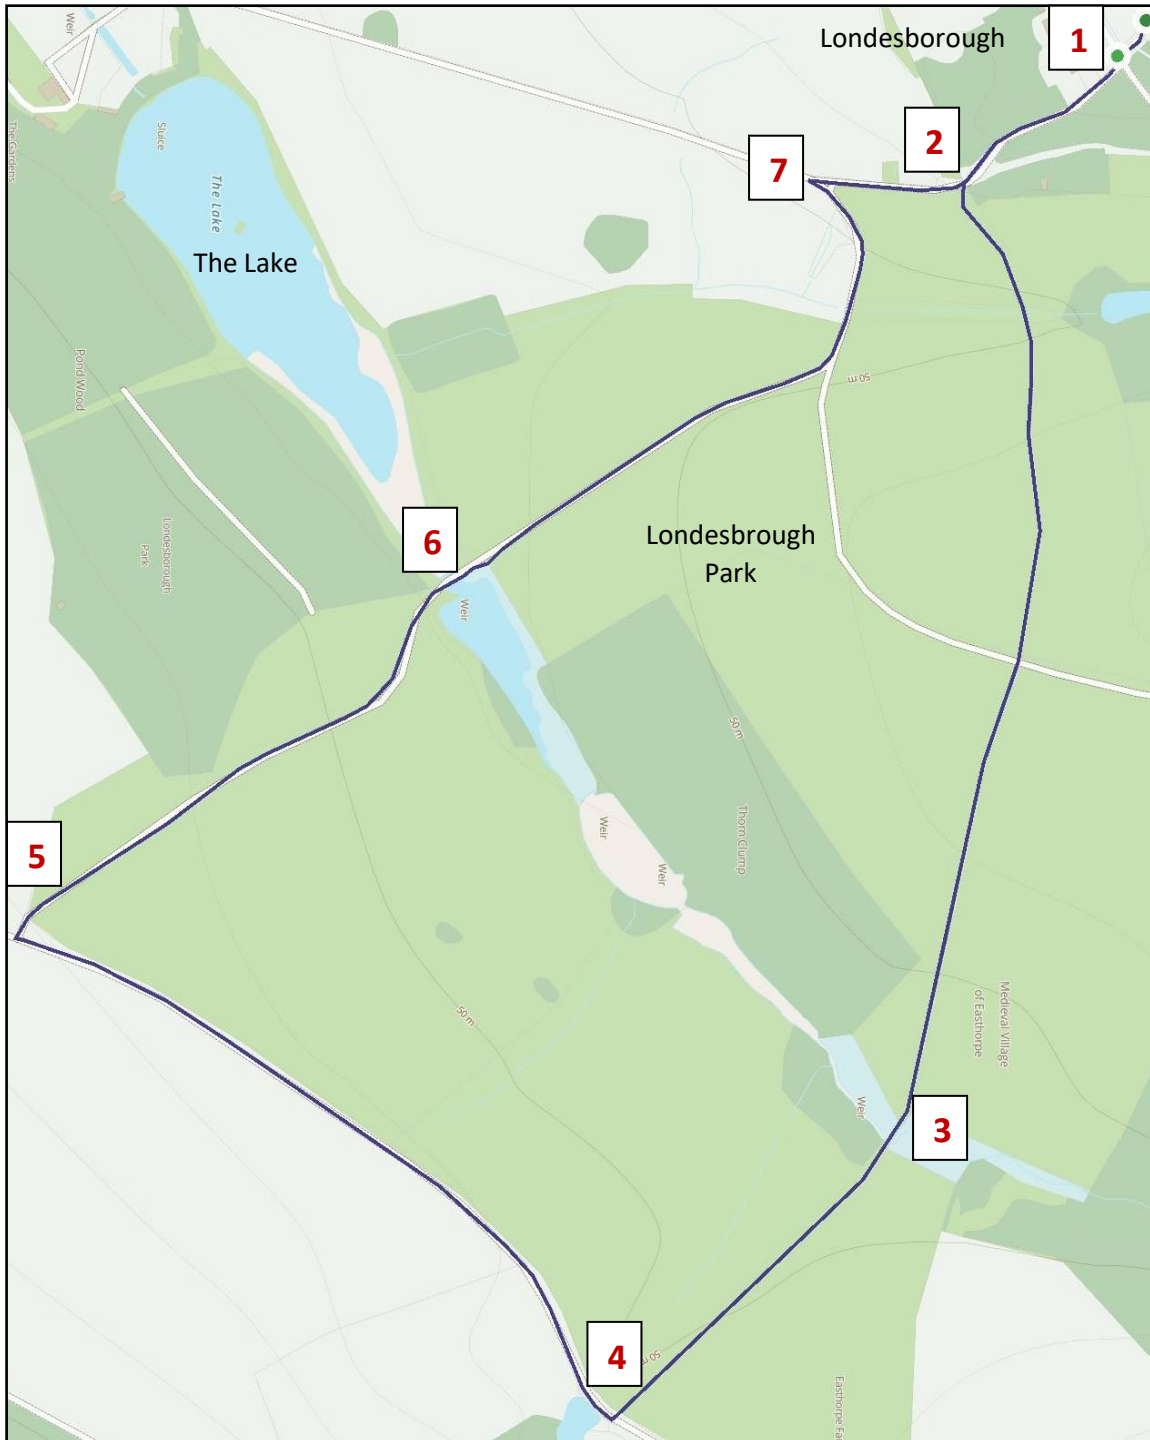 Londesborough
1
Weir
2
7
The Gardens
Sluice
The Lake
The Lake
Pond Wood
50 m
Londesborough
Park
6
Londesbrough
Park
Weir
50 m
Thorn Clump
Weir
Weir
5
50 m
Medieval Village
of Easthorpe
Weir
3
4
50 m